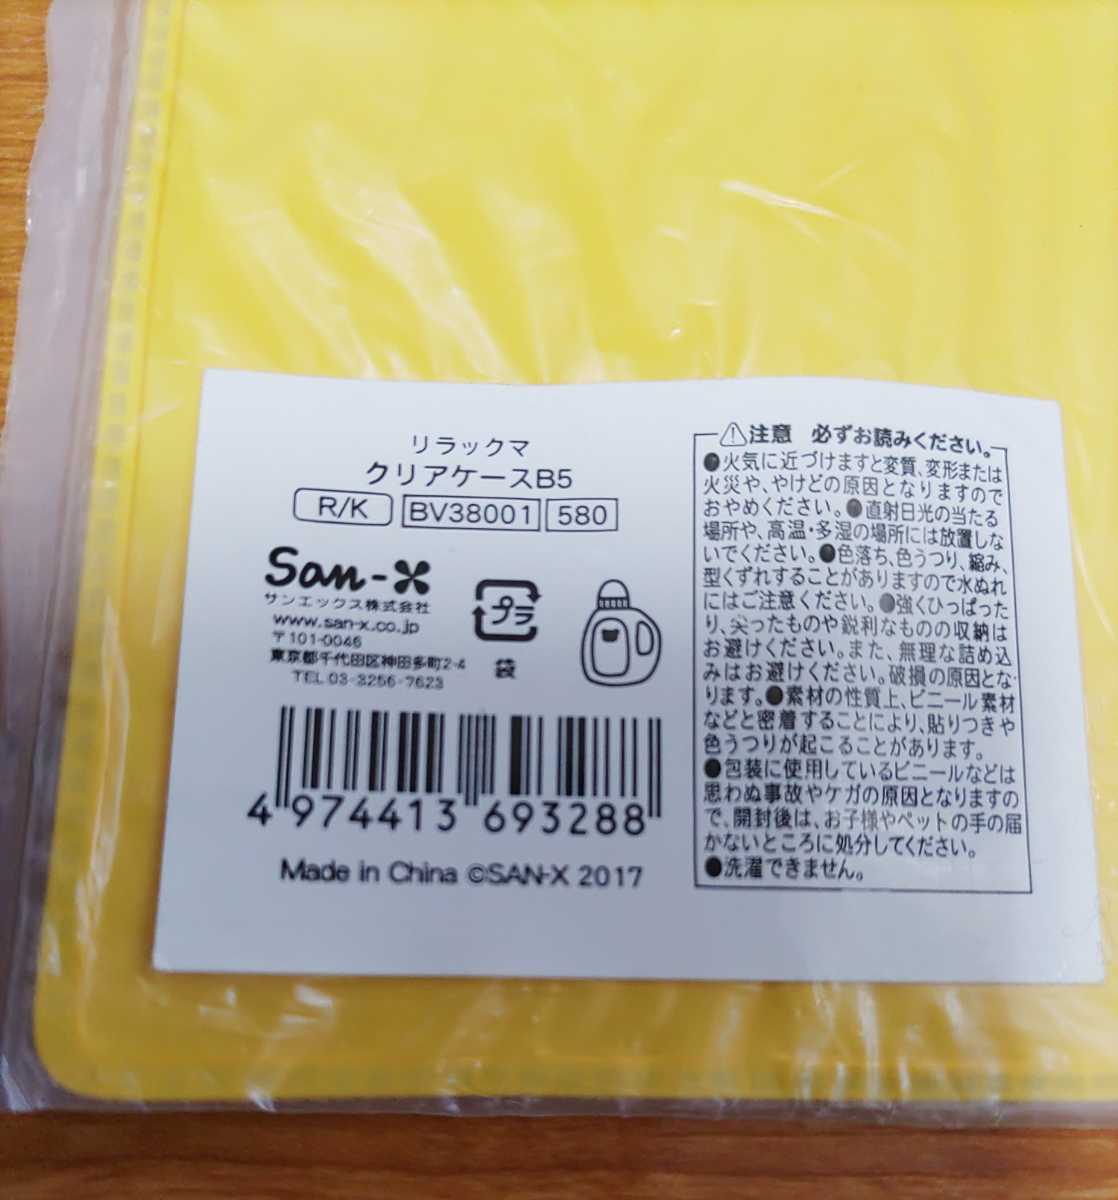 リラックマ
クリアケースB5
R/K BV38001 580
San-X
サンエックス株式会社
www.san-x.co.jp
〒101-0046
東京都千代田区神田多町2-4
TEL 03-3256-7623
プラ
袋
4 974413 693288
Made in China ©SAN-X 2017
⚠注意 必ずお読みください。
●火気に近づけますと変質、変形または
火災や、やけどの原因となりますので
おやめください。●直射日光の当たる
場所や、高温・多湿の場所には放置しな
いでください。●色落ち、色うつり、縮み、
型くずれすることがありますので水ぬれ
にはご注意ください。●強くひっぱった
り、尖ったものや鋭利なものの収納は
お避けください。また、無理な詰め込
みはお避けください。破損の原因とな
ります。●素材の性質上、ビニール素材
などと密着することにより、貼りつきや
色うつりが起こることがあります。
●包装に使用しているビニールなどは
思わぬ事故やケガの原因となりますの
で、開封後は、お子様やペットの手の届
かないところに処分してください。
●洗濯できません。